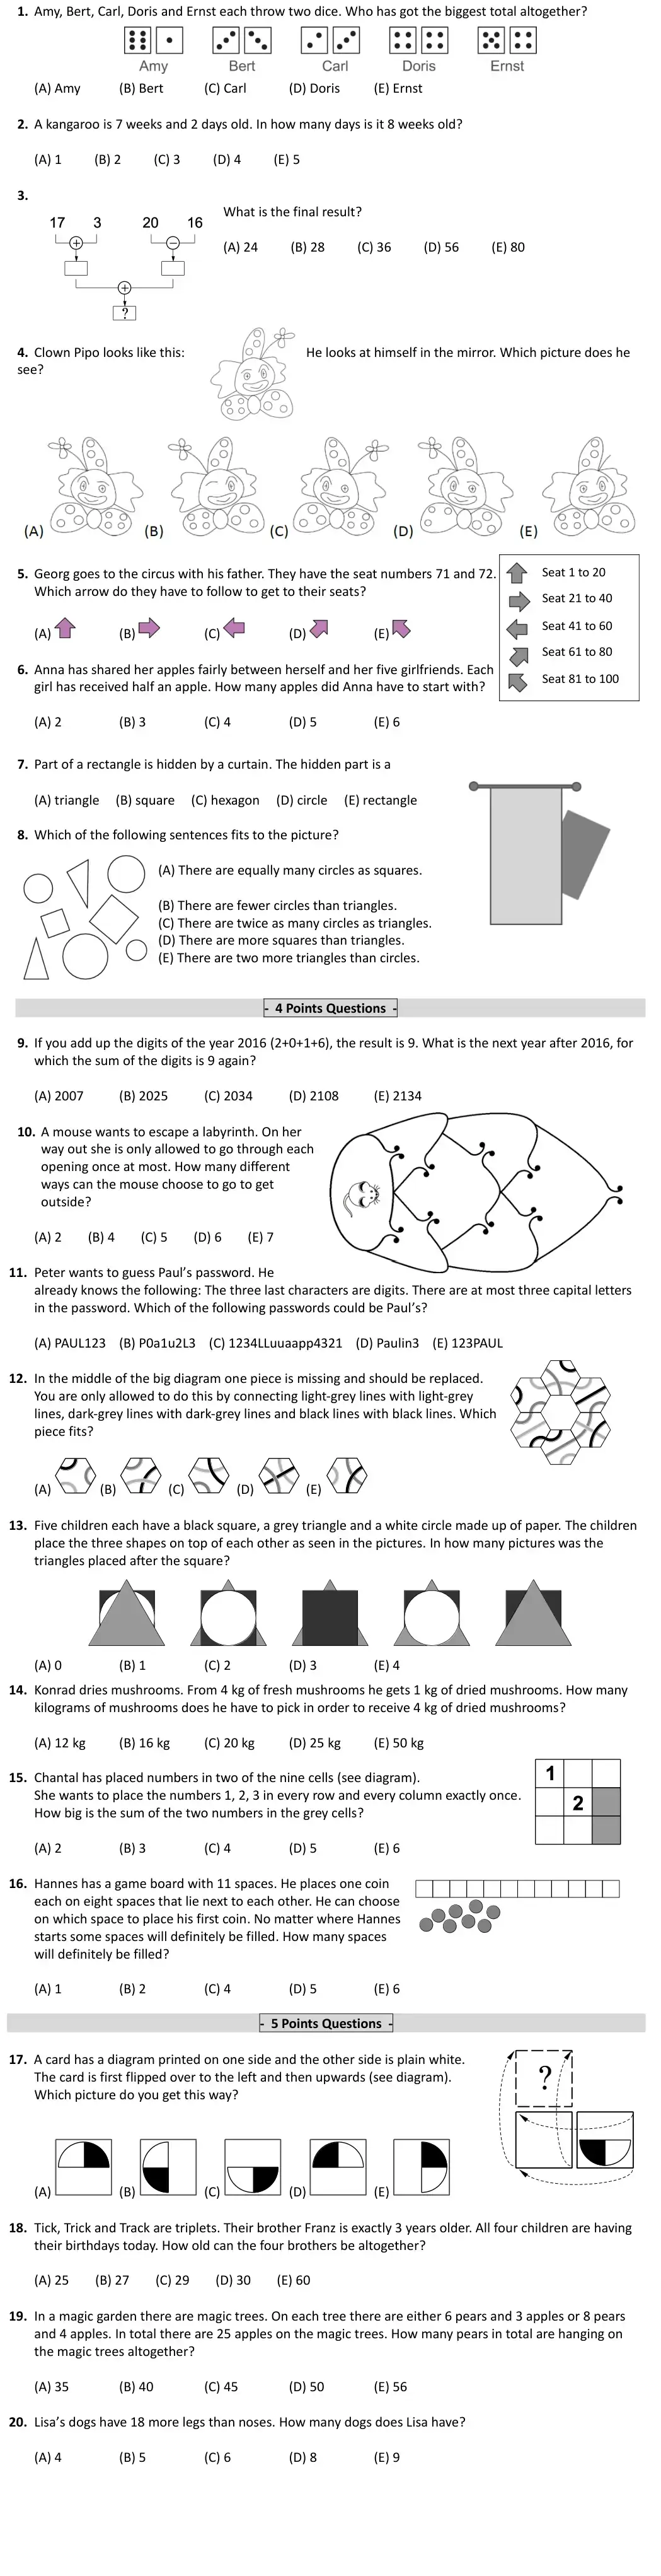 1. Amy, Bert, Carl, Doris and Ernst each throw two dice. Who has got the biggest total altogether?
Amy Bert Carl Doris Ernst
(A) Amy (B) Bert (C) Carl (D) Doris (E) Ernst
2. A kangaroo is 7 weeks and 2 days old. In how many days is it 8 weeks old?
(A) 1 (B) 2 (C) 3 (D) 4 (E) 5
3.
17 3 20 16
+ −
+
?
What is the final result?
(A) 24 (B) 28 (C) 36 (D) 56 (E) 80
4. Clown Pipo looks like this: He looks at himself in the mirror. Which picture does he
see?
(A) (B) (C) (D) (E)
5. Georg goes to the circus with his father. They have the seat numbers 71 and 72.
Which arrow do they have to follow to get to their seats?
(A) (B) (C) (D) (E)
Seat 1 to 20
Seat 21 to 40
Seat 41 to 60
Seat 61 to 80
Seat 81 to 100
6. Anna has shared her apples fairly between herself and her five girlfriends. Each
girl has received half an apple. How many apples did Anna have to start with?
(A) 2 (B) 3 (C) 4 (D) 5 (E) 6
7. Part of a rectangle is hidden by a curtain. The hidden part is a
(A) triangle (B) square (C) hexagon (D) circle (E) rectangle
8. Which of the following sentences fits to the picture?
(A) There are equally many circles as squares.
(B) There are fewer circles than triangles.
(C) There are twice as many circles as triangles.
(D) There are more squares than triangles.
(E) There are two more triangles than circles.
- 4 Points Questions -
9. If you add up the digits of the year 2016 (2+0+1+6), the result is 9. What is the next year after 2016, for
which the sum of the digits is 9 again?
(A) 2007 (B) 2025 (C) 2034 (D) 2108 (E) 2134
10. A mouse wants to escape a labyrinth. On her
way out she is only allowed to go through each
opening once at most. How many different
ways can the mouse choose to go to get
outside?
(A) 2 (B) 4 (C) 5 (D) 6 (E) 7
11. Peter wants to guess Paul's password. He
already knows the following: The three last characters are digits. There are at most three capital letters
in the password. Which of the following passwords could be Paul's?
(A) PAUL123 (B) P0a1u2L3 (C) 1234LLuuaapp4321 (D) Paulin3 (E) 123PAUL
12. In the middle of the big diagram one piece is missing and should be replaced.
You are only allowed to do this by connecting light-grey lines with light-grey
lines, dark-grey lines with dark-grey lines and black lines with black lines. Which
piece fits?
(A) (B) (C) (D) (E)
13. Five children each have a black square, a grey triangle and a white circle made up of paper. The children
place the three shapes on top of each other as seen in the pictures. In how many pictures was the
triangles placed after the square?
(A) 0 (B) 1 (C) 2 (D) 3 (E) 4
14. Konrad dries mushrooms. From 4 kg of fresh mushrooms he gets 1 kg of dried mushrooms. How many
kilograms of mushrooms does he have to pick in order to receive 4 kg of dried mushrooms?
(A) 12 kg (B) 16 kg (C) 20 kg (D) 25 kg (E) 50 kg
15. Chantal has placed numbers in two of the nine cells (see diagram).
She wants to place the numbers 1, 2, 3 in every row and every column exactly once.
How big is the sum of the two numbers in the grey cells?
1
2
(A) 2 (B) 3 (C) 4 (D) 5 (E) 6
16. Hannes has a game board with 11 spaces. He places one coin
each on eight spaces that lie next to each other. He can choose
on which space to place his first coin. No matter where Hannes
starts some spaces will definitely be filled. How many spaces
will definitely be filled?
(A) 1 (B) 2 (C) 4 (D) 5 (E) 6
- 5 Points Questions -
17. A card has a diagram printed on one side and the other side is plain white.
The card is first flipped over to the left and then upwards (see diagram).
Which picture do you get this way?
?
(A) (B) (C) (D) (E)
18. Tick, Trick and Track are triplets. Their brother Franz is exactly 3 years older. All four children are having
their birthdays today. How old can the four brothers be altogether?
(A) 25 (B) 27 (C) 29 (D) 30 (E) 60
19. In a magic garden there are magic trees. On each tree there are either 6 pears and 3 apples or 8 pears
and 4 apples. In total there are 25 apples on the magic trees. How many pears in total are hanging on
the magic trees altogether?
(A) 35 (B) 40 (C) 45 (D) 50 (E) 56
20. Lisa's dogs have 18 more legs than noses. How many dogs does Lisa have?
(A) 4 (B) 5 (C) 6 (D) 8 (E) 9